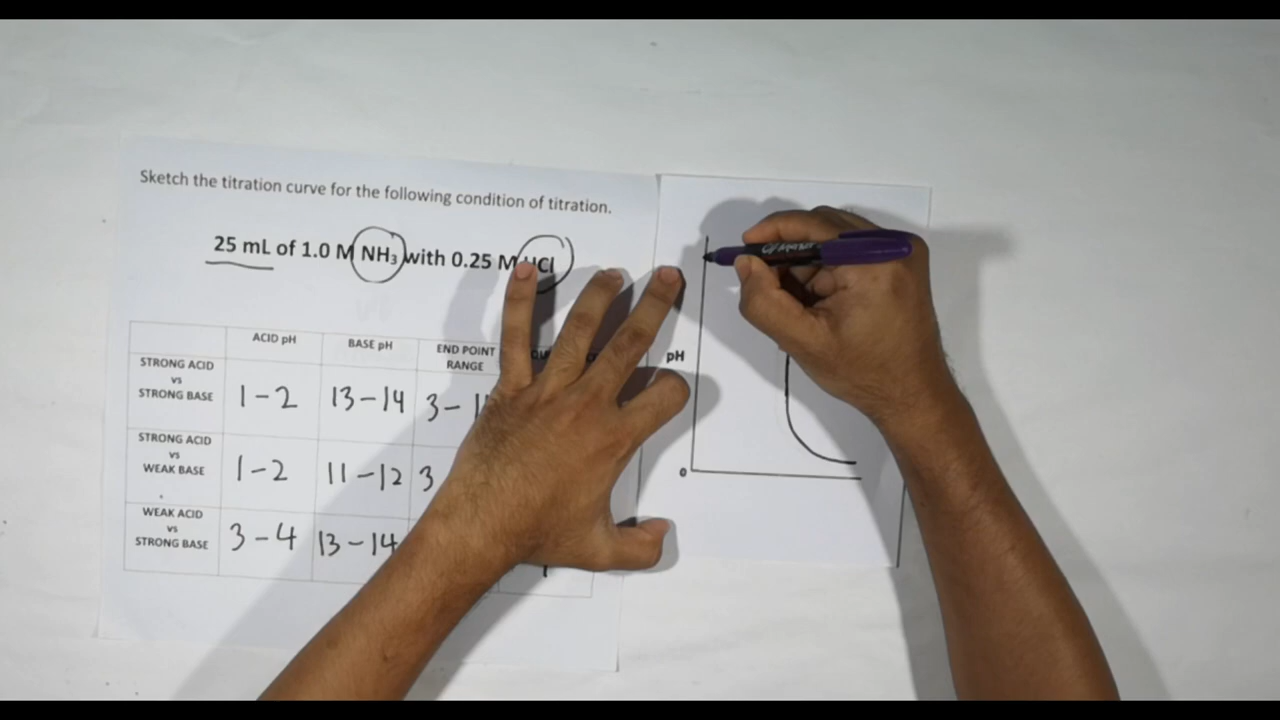 Sketch the titration curve for the following condition of titration.
25 mL of 1.0 M NH₃ with 0.25 M HCl
ACID pH
BASE pH
END POINT
RANGE
STRONG ACID
vs
STRONG BASE
1-2
13-14
3-
STRONG ACID
vs
WEAK BASE
1-2
11-12
3
WEAK ACID
vs
STRONG BASE
3-4
13-14
pH
0